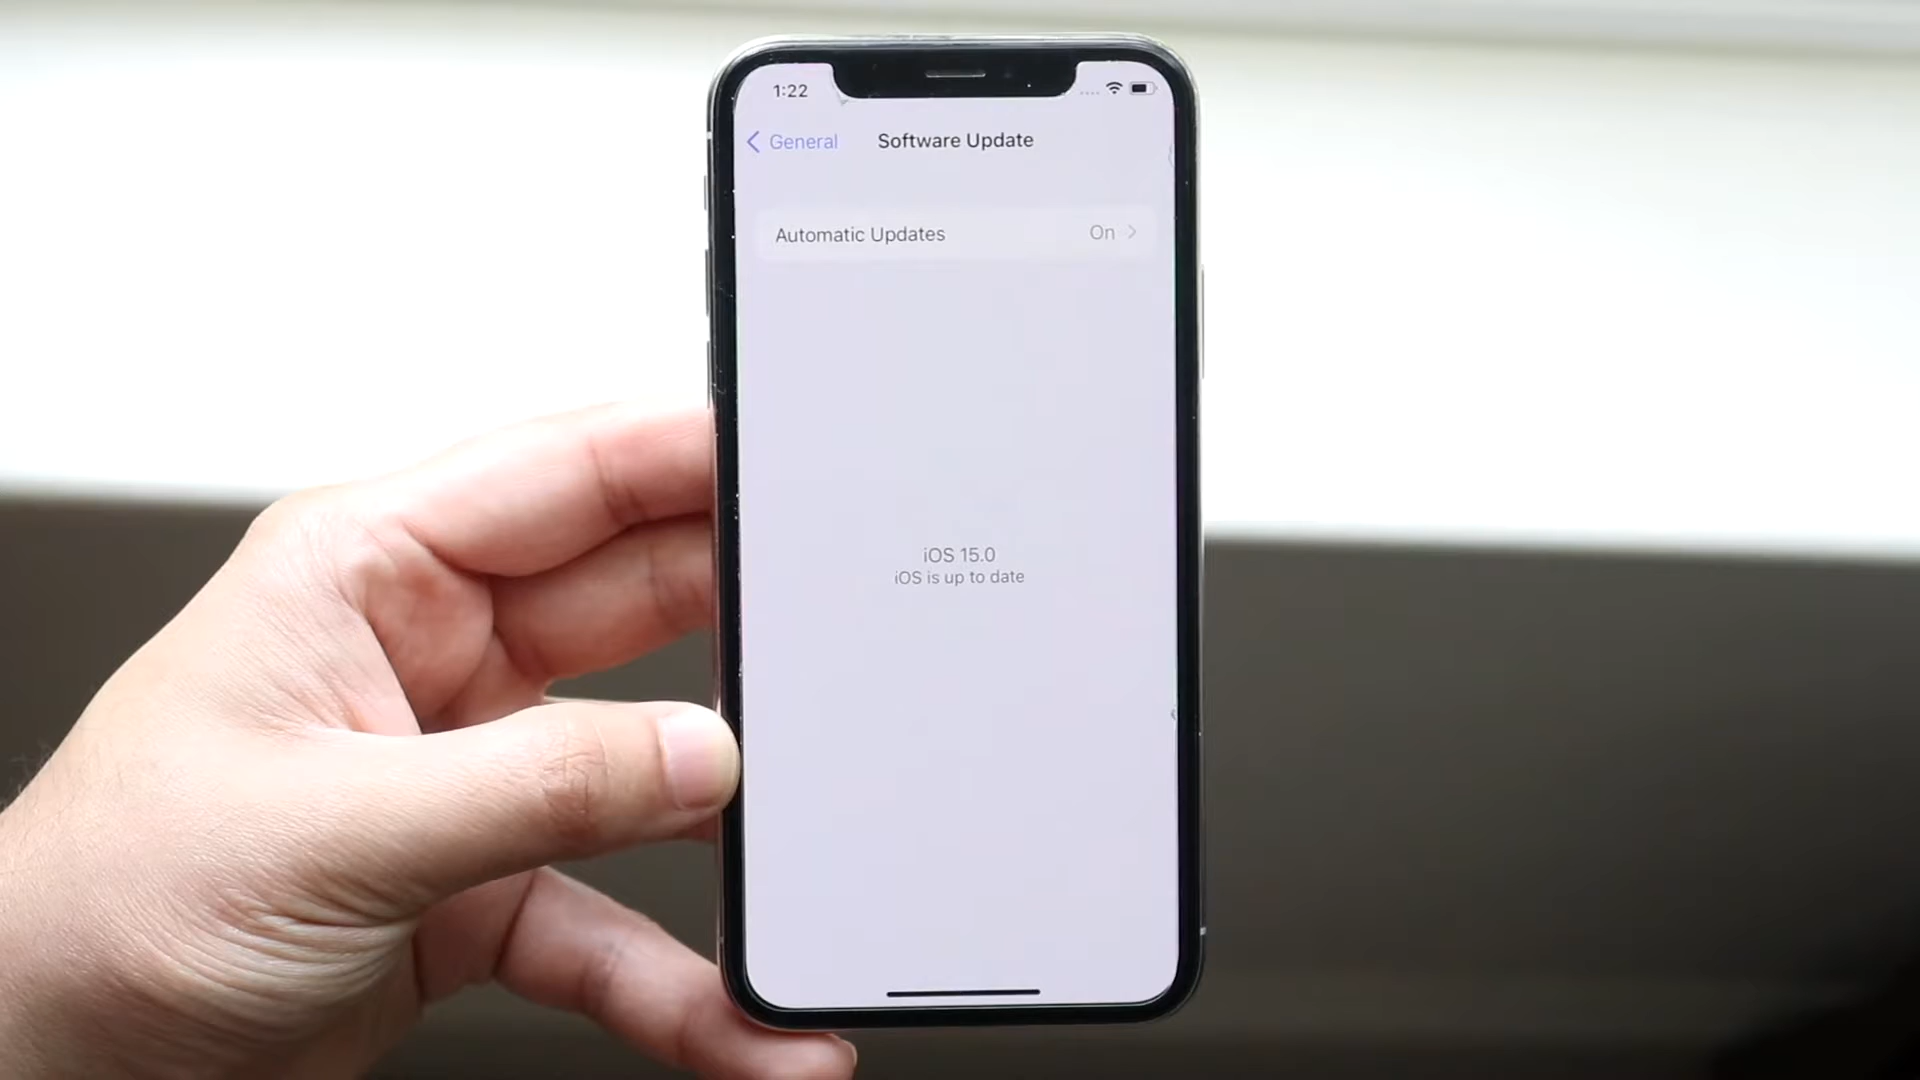 1:22
General
Software Update
Automatic Updates
On
iOS 15.0
iOS is up to date